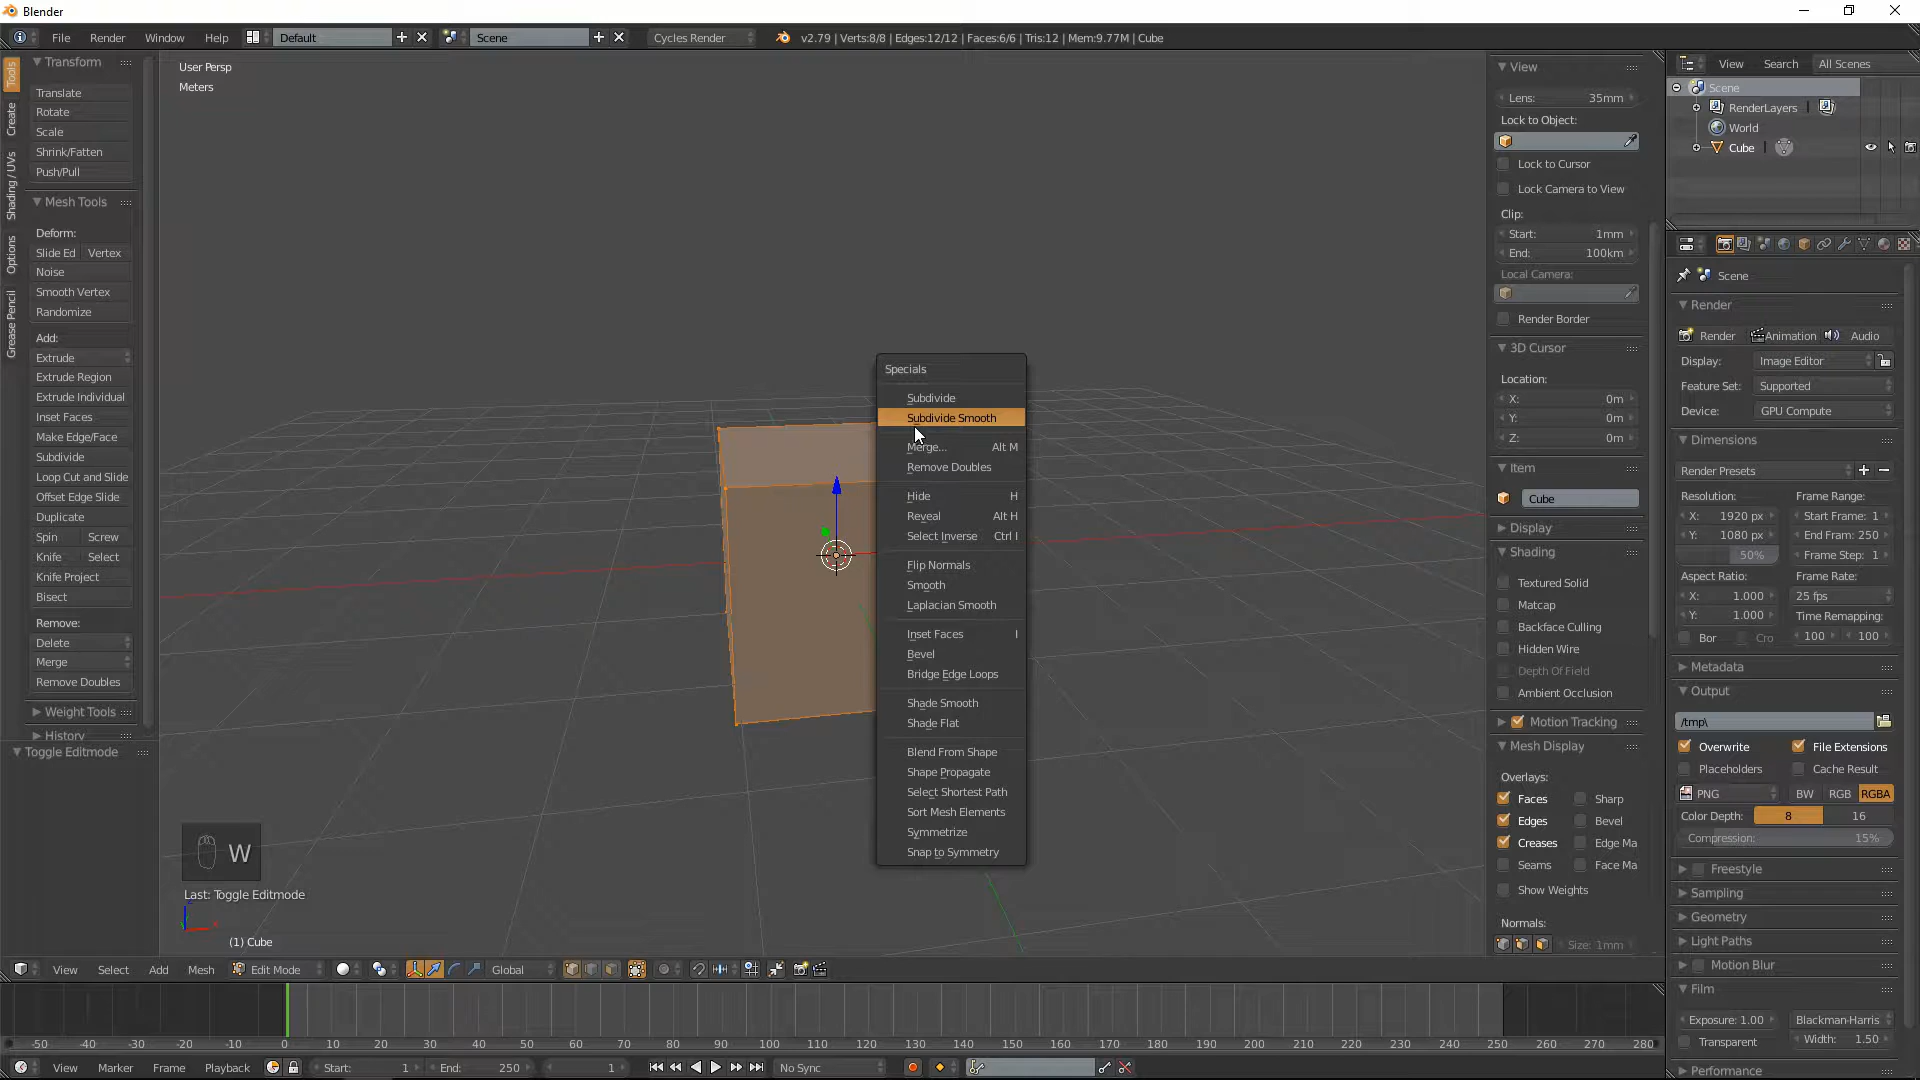 Blender
File Render Window Help Default Scene Cycles Render v2.79 | Verts:8/8 | Edges:12/12 | Faces:6/6 | Tris:12 | Mem:9.77M | Cube
Tools
Create
Shading / UVs
Options
Grease Pencil
Transform
Translate
Rotate
Scale
Shrink/Fatten
Push/Pull
Mesh Tools
Deform:
Slide Ed Vertex
Noise
Smooth Vertex
Randomize
Add:
Extrude
Extrude Region
Extrude Individual
Inset Faces
Make Edge/Face
Subdivide
Loop Cut and Slide
Offset Edge Slide
Duplicate
Spin Screw
Knife Select
Knife Project
Bisect
Remove:
Delete
Merge
Remove Doubles
Weight Tools
History
Toggle Editmode
User Persp
Meters
Specials
Subdivide
Subdivide Smooth
Merge... Alt M
Remove Doubles
Hide H
Reveal Alt H
Select Inverse Ctrl I
Flip Normals
Smooth
Laplacian Smooth
Inset Faces I
Bevel
Bridge Edge Loops
Shade Smooth
Shade Flat
Blend From Shape
Shape Propagate
Select Shortest Path
Sort Mesh Elements
Symmetrize
Snap to Symmetry
W
Last: Toggle Editmode
(1) Cube
View
Lens: 35mm
Lock to Object:
Lock to Cursor
Lock Camera to View
Clip:
Start: 1mm
End: 100km
Local Camera:
Render Border
3D Cursor
Location:
X: 0m
Y: 0m
Z: 0m
Item
Cube
Display
Shading
Textured Solid
Matcap
Backface Culling
Hidden Wire
Depth Of Field
Ambient Occlusion
Motion Tracking
Mesh Display
Overlays:
Faces Sharp
Edges Bevel
Creases Edge Ma
Seams Face Ma
Show Weights
Normals:
Size: 1mm
View Search All Scenes
Scene
RenderLayers
World
Cube
Scene
Render
Render Animation Audio
Display: Image Editor
Feature Set: Supported
Device: GPU Compute
Dimensions
Render Presets
Resolution: Frame Range:
X: 1920 px Start Frame: 1
Y: 1080 px End Fram: 250
50% Frame Step: 1
Aspect Ratio: Frame Rate:
X: 1.000 25 fps
Y: 1.000 Time Remapping:
Bor Cro 100 100
Metadata
Output
/tmp\
Overwrite File Extensions
Placeholders Cache Result
PNG BW RGB RGBA
Color Depth: 8 16
Compression: 15%
Freestyle
Sampling
Geometry
Light Paths
Motion Blur
Film
Exposure: 1.00 Blackman-Harris
Transparent Width: 1.50
Performance
View Select Add Mesh Edit Mode Global
-50 -40 -30 -20 -10 0 10 20 30 40 50 60 70 80 90 100 110 120 130 140 150 160 170 180 190 200 210 220 230 240 250 260 270 280
View Marker Frame Playback Start: 1 End: 250 1 No Sync